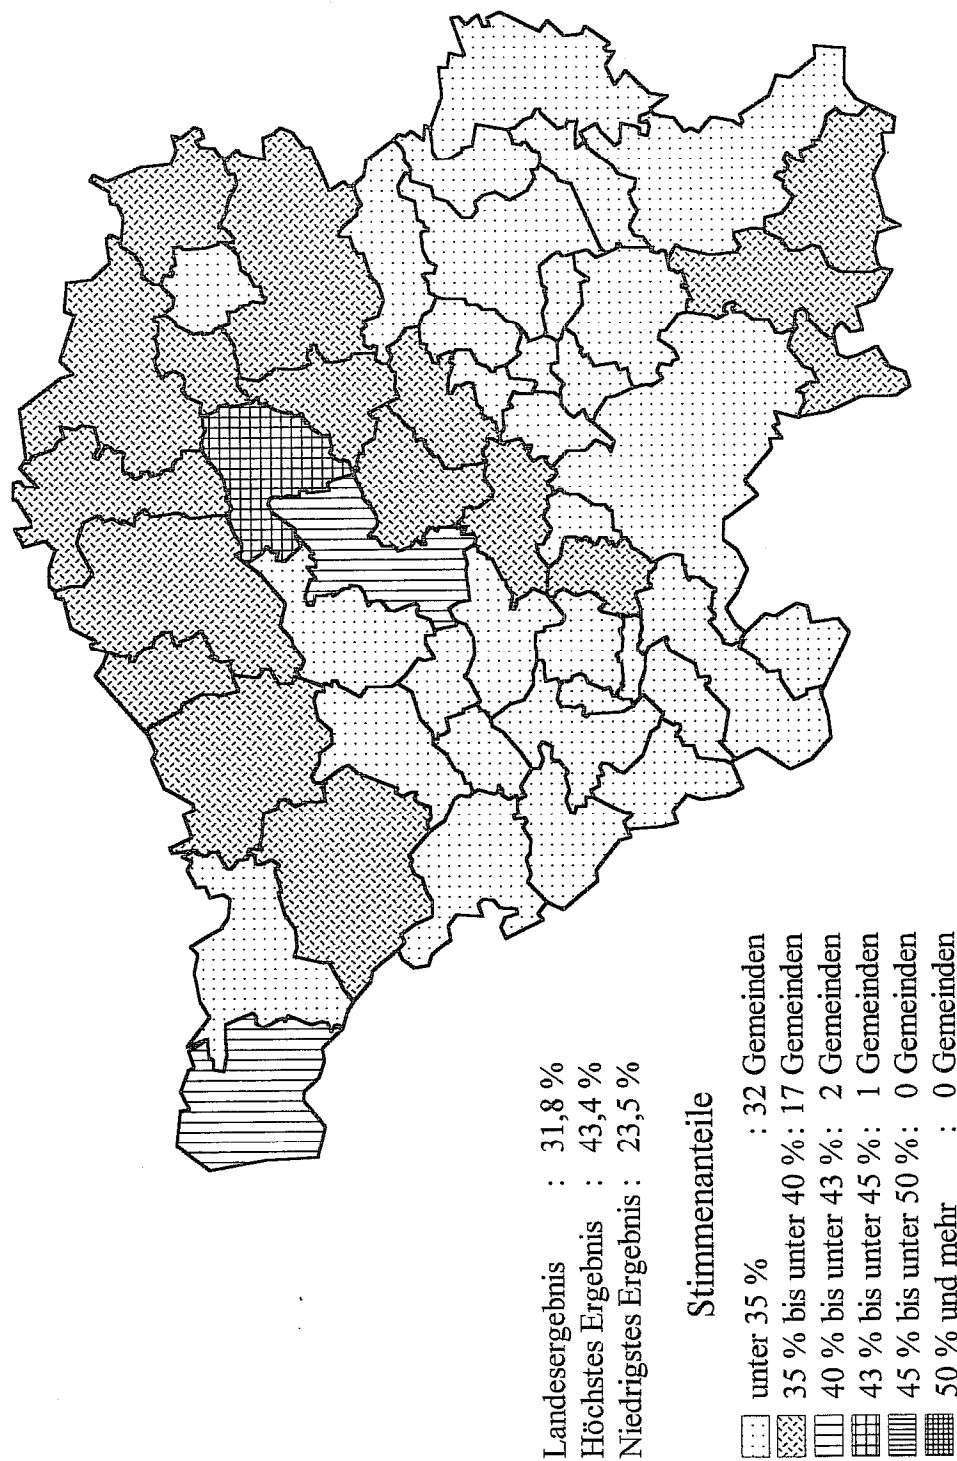 Landesergebnis : 31,8 %
Höchstes Ergebnis : 43,4 %
Niedrigstes Ergebnis : 23,5 %
Stimmenanteile
unter 35 % : 32 Gemeinden
35 % bis unter 40 % : 17 Gemeinden
40 % bis unter 43 % : 2 Gemeinden
43 % bis unter 45 % : 1 Gemeinden
45 % bis unter 50 % : 0 Gemeinden
50 % und mehr : 0 Gemeinden